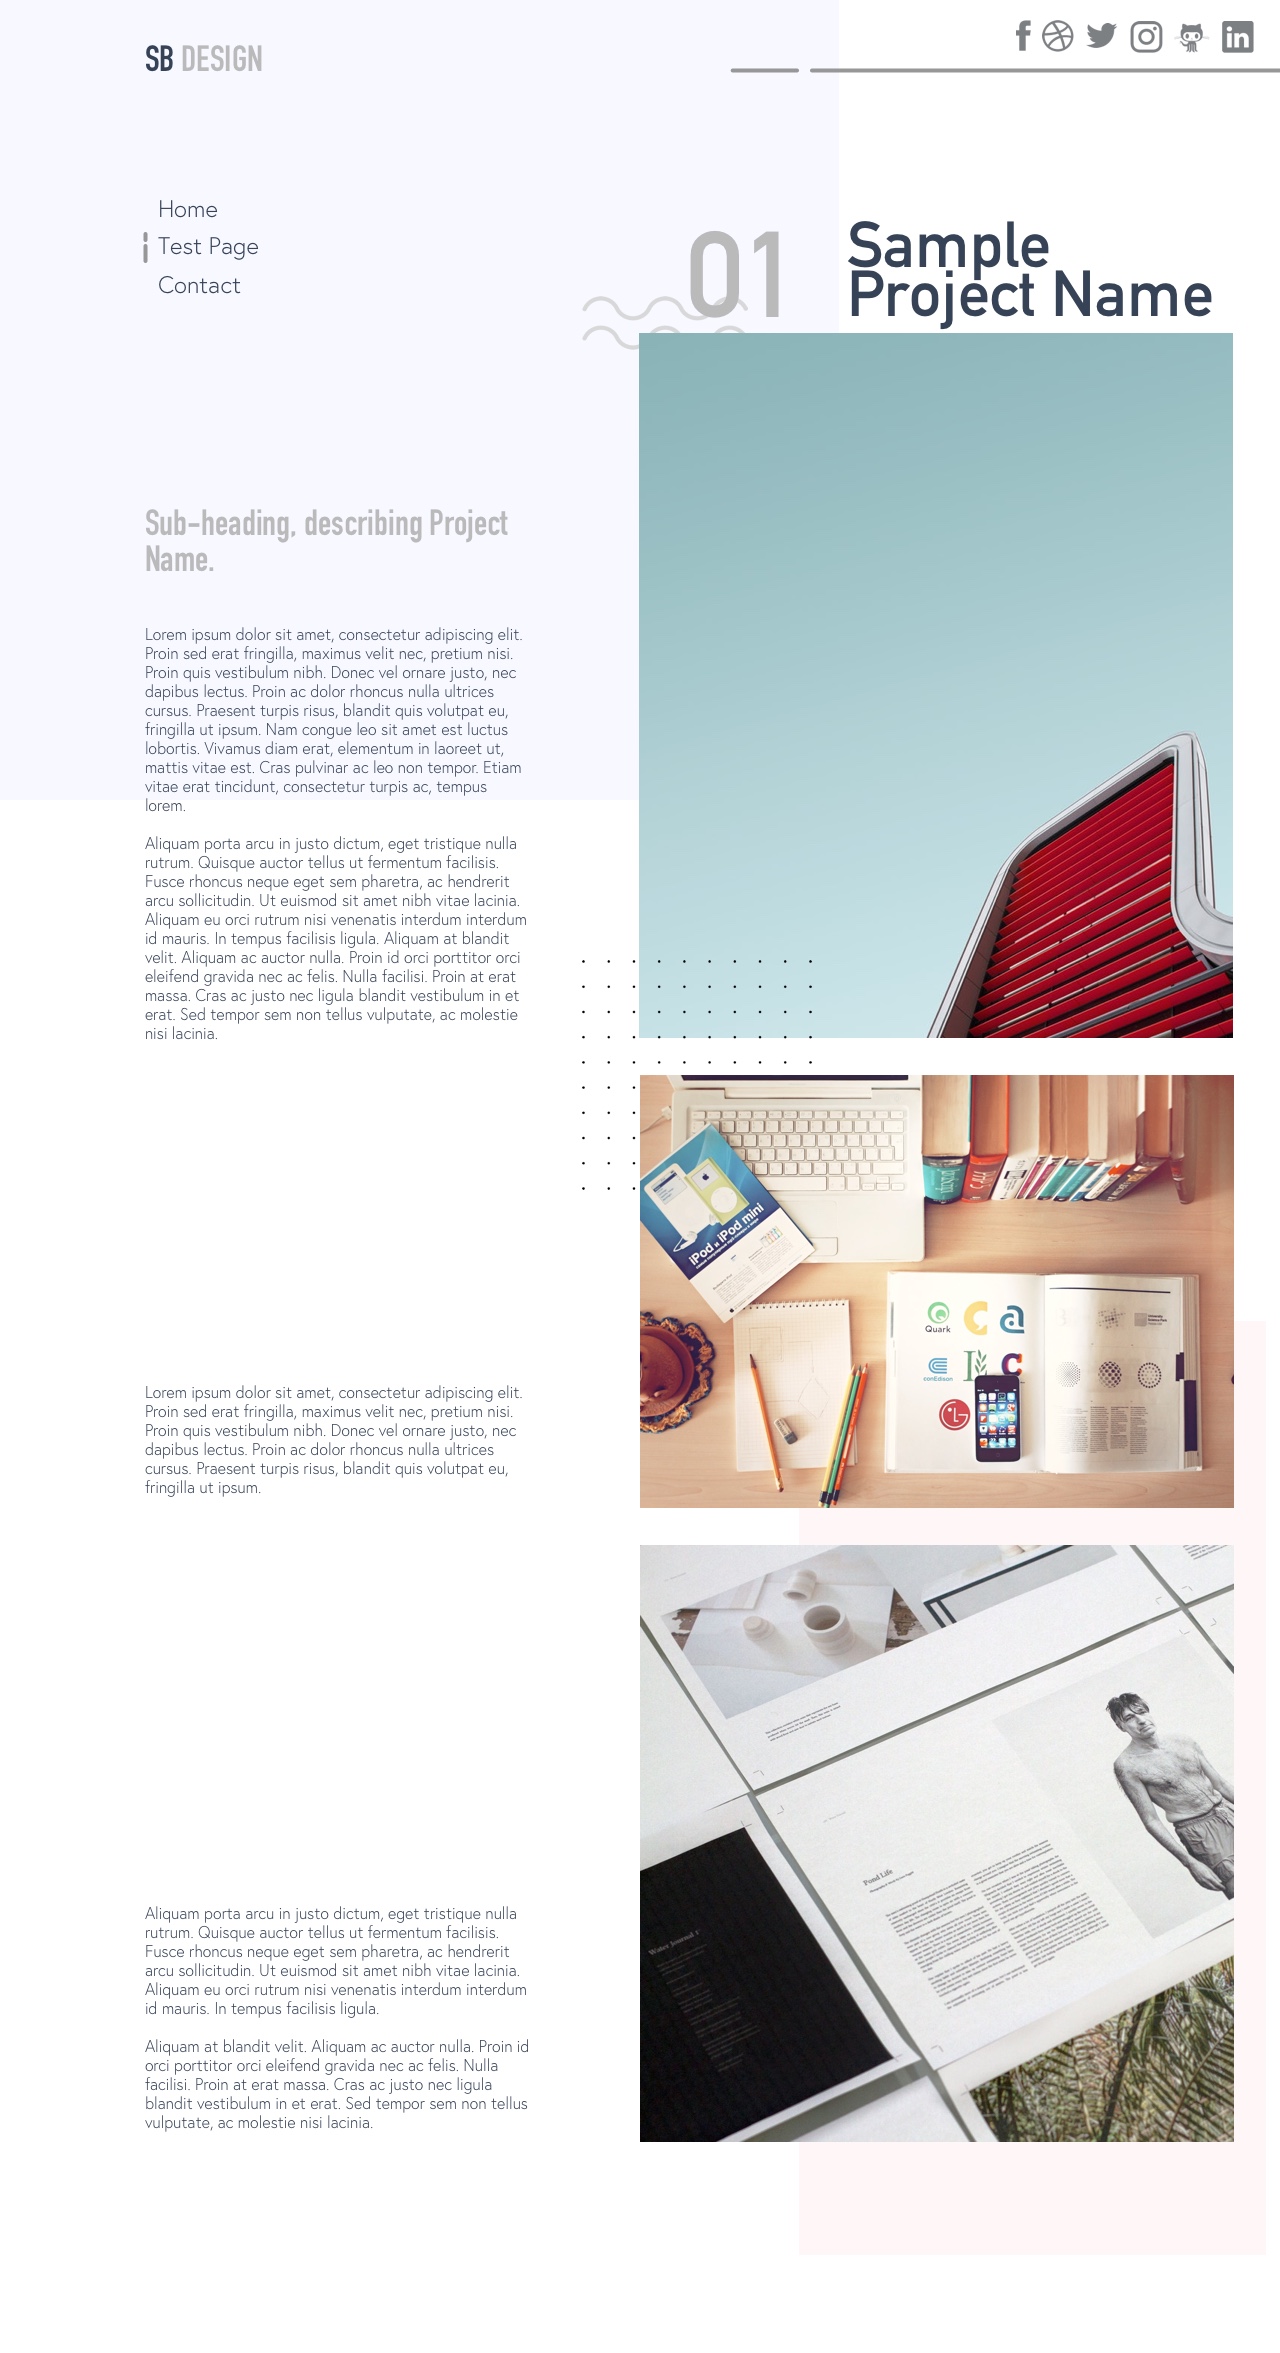 SB DESIGN
Home
Test Page
Contact
01
Sample
Project Name
Sub-heading, describing Project
Name.
Lorem ipsum dolor sit amet, consectetur adipiscing elit.
Proin sed erat fringilla, maximus velit nec, pretium nisi.
Proin quis vestibulum nibh. Donec vel ornare justo, nec
dapibus lectus. Proin ac dolor rhoncus nulla ultrices
cursus. Praesent turpis risus, blandit quis volutpat eu,
fringilla ut ipsum. Nam congue leo sit amet est luctus
lobortis. Vivamus diam erat, elementum in laoreet ut,
mattis vitae est. Cras pulvinar ac leo non tempor. Etiam
vitae erat tincidunt, consectetur turpis ac, tempus
lorem.
Aliquam porta arcu in justo dictum, eget tristique nulla
rutrum. Quisque auctor tellus ut fermentum facilisis.
Fusce rhoncus neque eget sem pharetra, ac hendrerit
arcu sollicitudin. Ut euismod sit amet nibh vitae lacinia.
Aliquam eu orci rutrum nisi venenatis interdum interdum
id mauris. In tempus facilisis ligula. Aliquam at blandit
velit. Aliquam ac auctor nulla. Proin id orci porttitor orci
eleifend gravida nec ac felis. Nulla facilisi. Proin at erat
massa. Cras ac justo nec ligula blandit vestibulum in et
erat. Sed tempor sem non tellus vulputate, ac molestie
nisi lacinia.
iPod и iPod mini
Quark
conEdison
Lorem ipsum dolor sit amet, consectetur adipiscing elit.
Proin sed erat fringilla, maximus velit nec, pretium nisi.
Proin quis vestibulum nibh. Donec vel ornare justo, nec
dapibus lectus. Proin ac dolor rhoncus nulla ultrices
cursus. Praesent turpis risus, blandit quis volutpat eu,
fringilla ut ipsum.
Pond Life
Water Journal
Aliquam porta arcu in justo dictum, eget tristique nulla
rutrum. Quisque auctor tellus ut fermentum facilisis.
Fusce rhoncus neque eget sem pharetra, ac hendrerit
arcu sollicitudin. Ut euismod sit amet nibh vitae lacinia.
Aliquam eu orci rutrum nisi venenatis interdum interdum
id mauris. In tempus facilisis ligula.
Aliquam at blandit velit. Aliquam ac auctor nulla. Proin id
orci porttitor orci eleifend gravida nec ac felis. Nulla
facilisi. Proin at erat massa. Cras ac justo nec ligula
blandit vestibulum in et erat. Sed tempor sem non tellus
vulputate, ac molestie nisi lacinia.